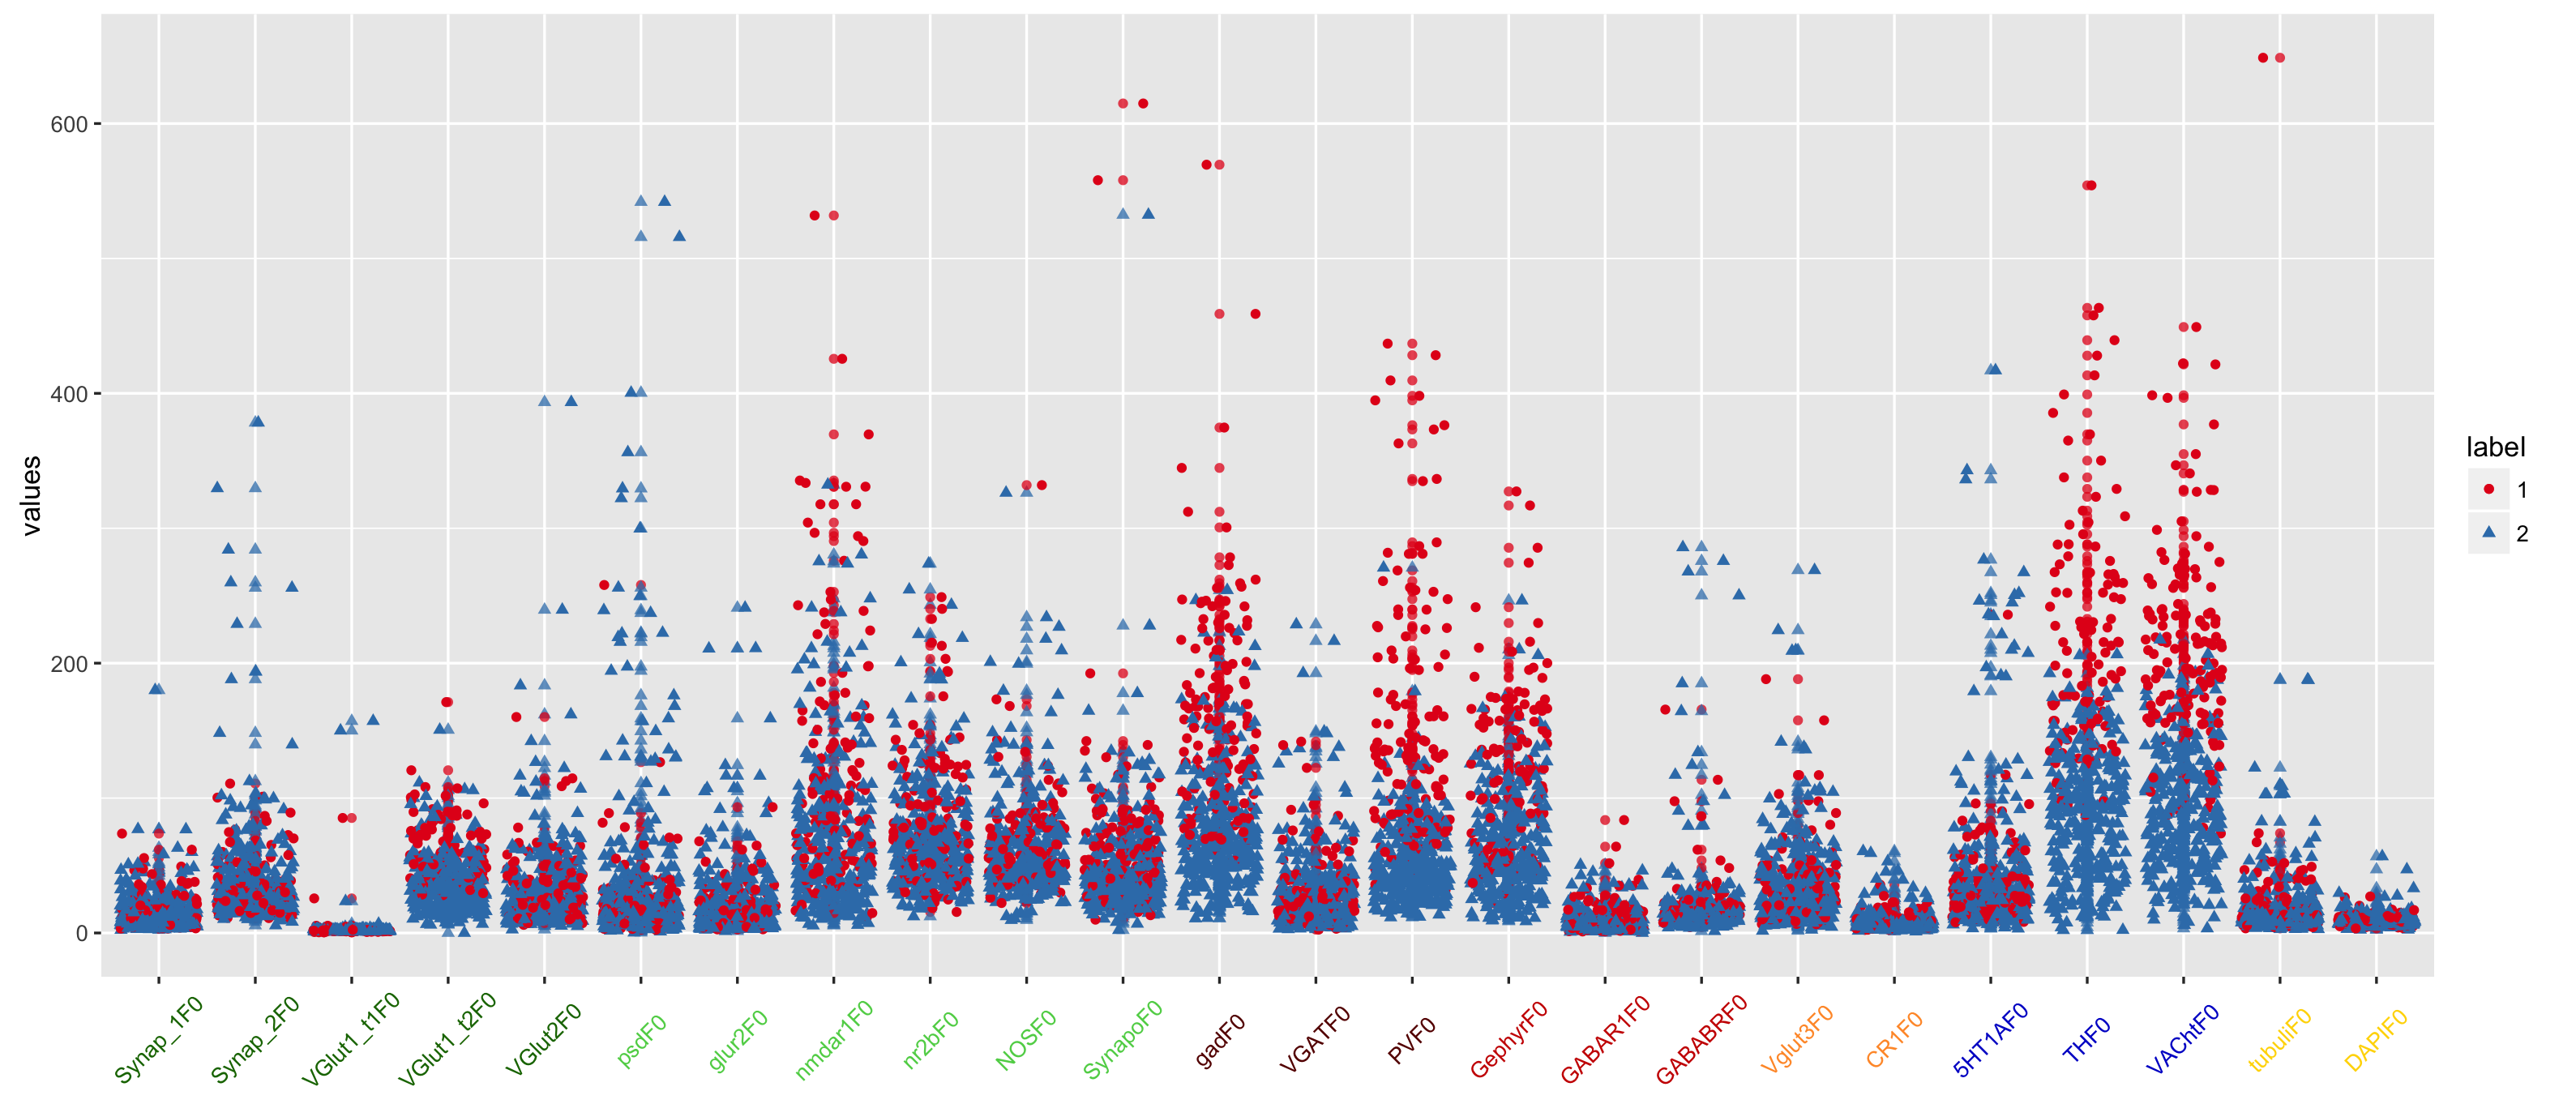 values
600
400
200
0
Synap_1F0
Synap_2F0
VGlut1_t1F0
VGlut1_t2F0
VGlut2F0
psdF0
glur2F0
nmdar1F0
nr2bF0
NOSF0
SynapoF0
gadF0
VGATF0
PVF0
GephyrF0
GABAR1F0
GABABRF0
Vglut3F0
CR1F0
5HT1AF0
THF0
VAChtF0
tubuliF0
DAPIF0
label
1
2